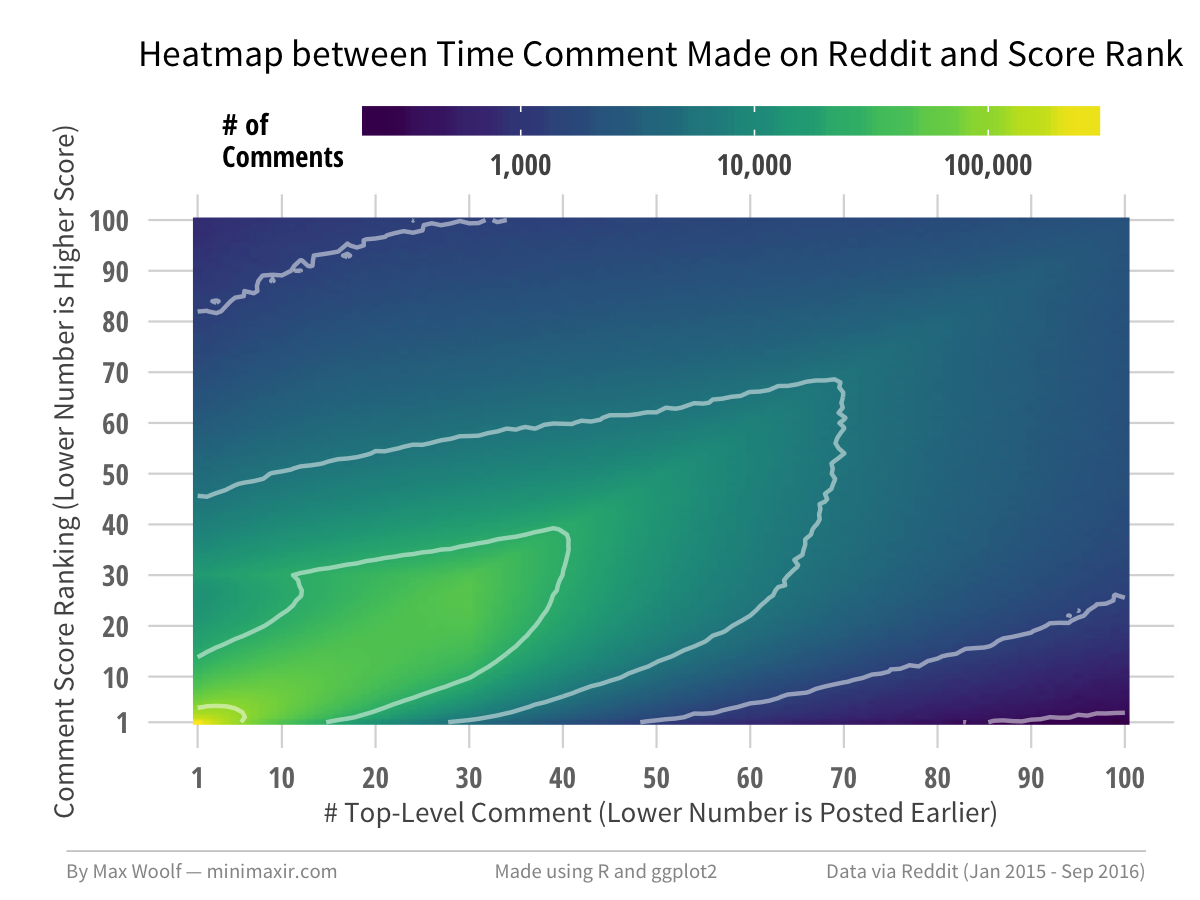 Heatmap between Time Comment Made on Reddit and Score Rank
# of
Comments
1,000 10,000 100,000
Comment Score Ranking (Lower Number is Higher Score)
100
90
80
70
60
50
40
30
20
10
1
1 10 20 30 40 50 60 70 80 90 100
# Top-Level Comment (Lower Number is Posted Earlier)
By Max Woolf — minimaxir.com Made using R and ggplot2 Data via Reddit (Jan 2015 - Sep 2016)